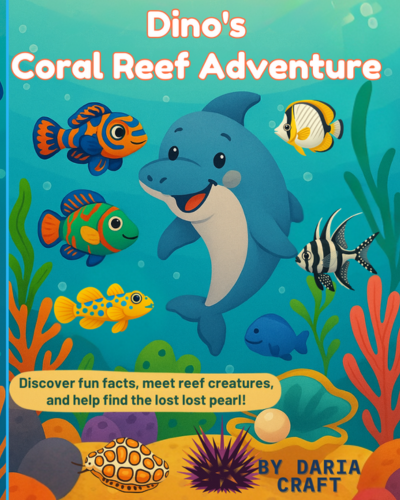 Dino's
Coral Reef Adventure
Discover fun facts, meet reef creatures,
and help find the lost lost pearl!
BY DARIA
CRAFT